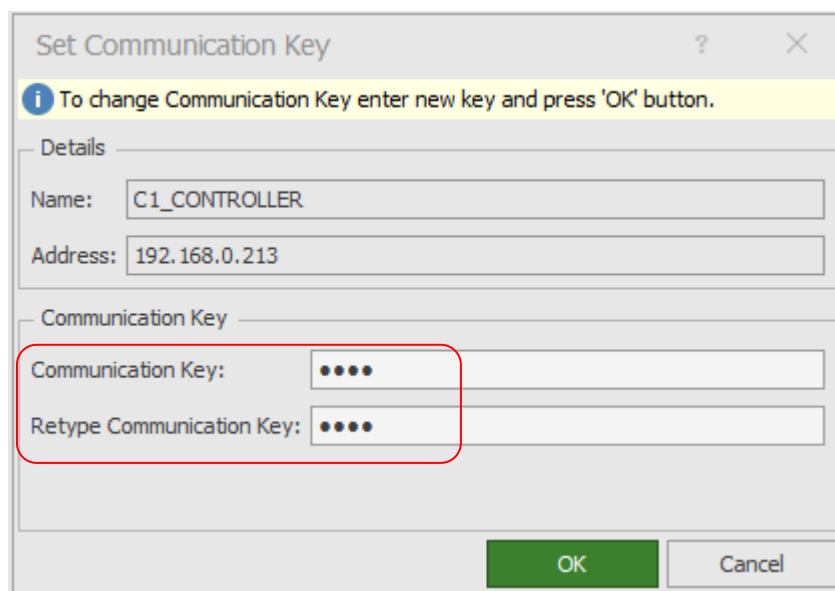 Set Communication Key ? ×
i To change Communication Key enter new key and press 'OK' button.
Details
Name: C1_CONTROLLER
Address: 192.168.0.213
Communication Key
Communication Key: ●●●●
Retype Communication Key: ●●●●
OK Cancel